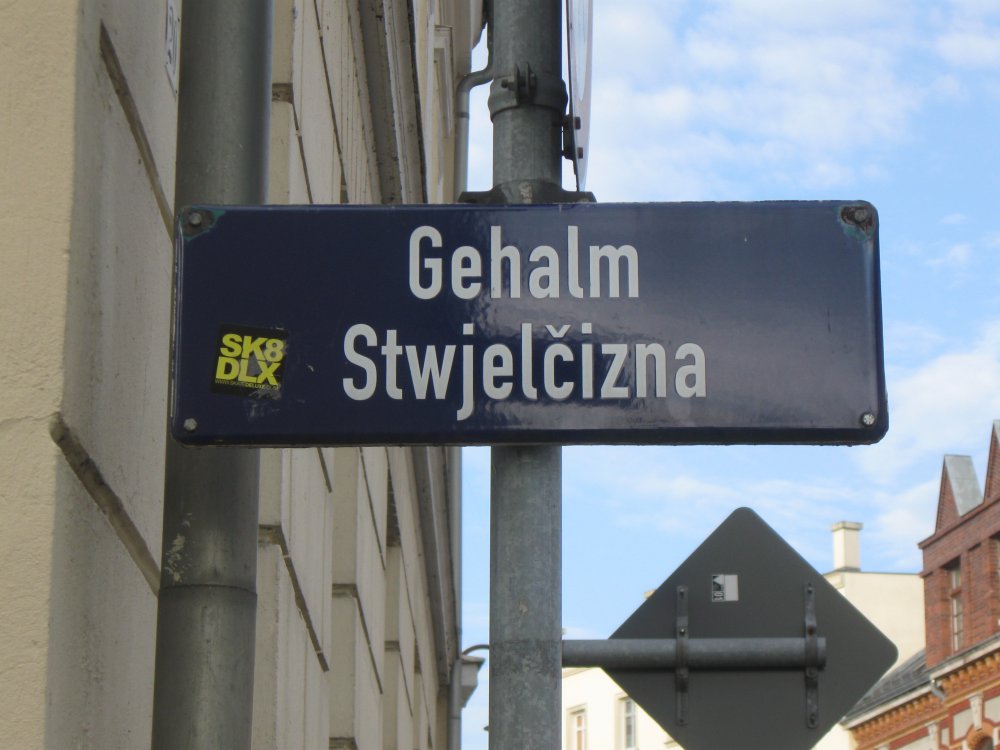 Gehalm
Stwjelčizna
SK8
DLX